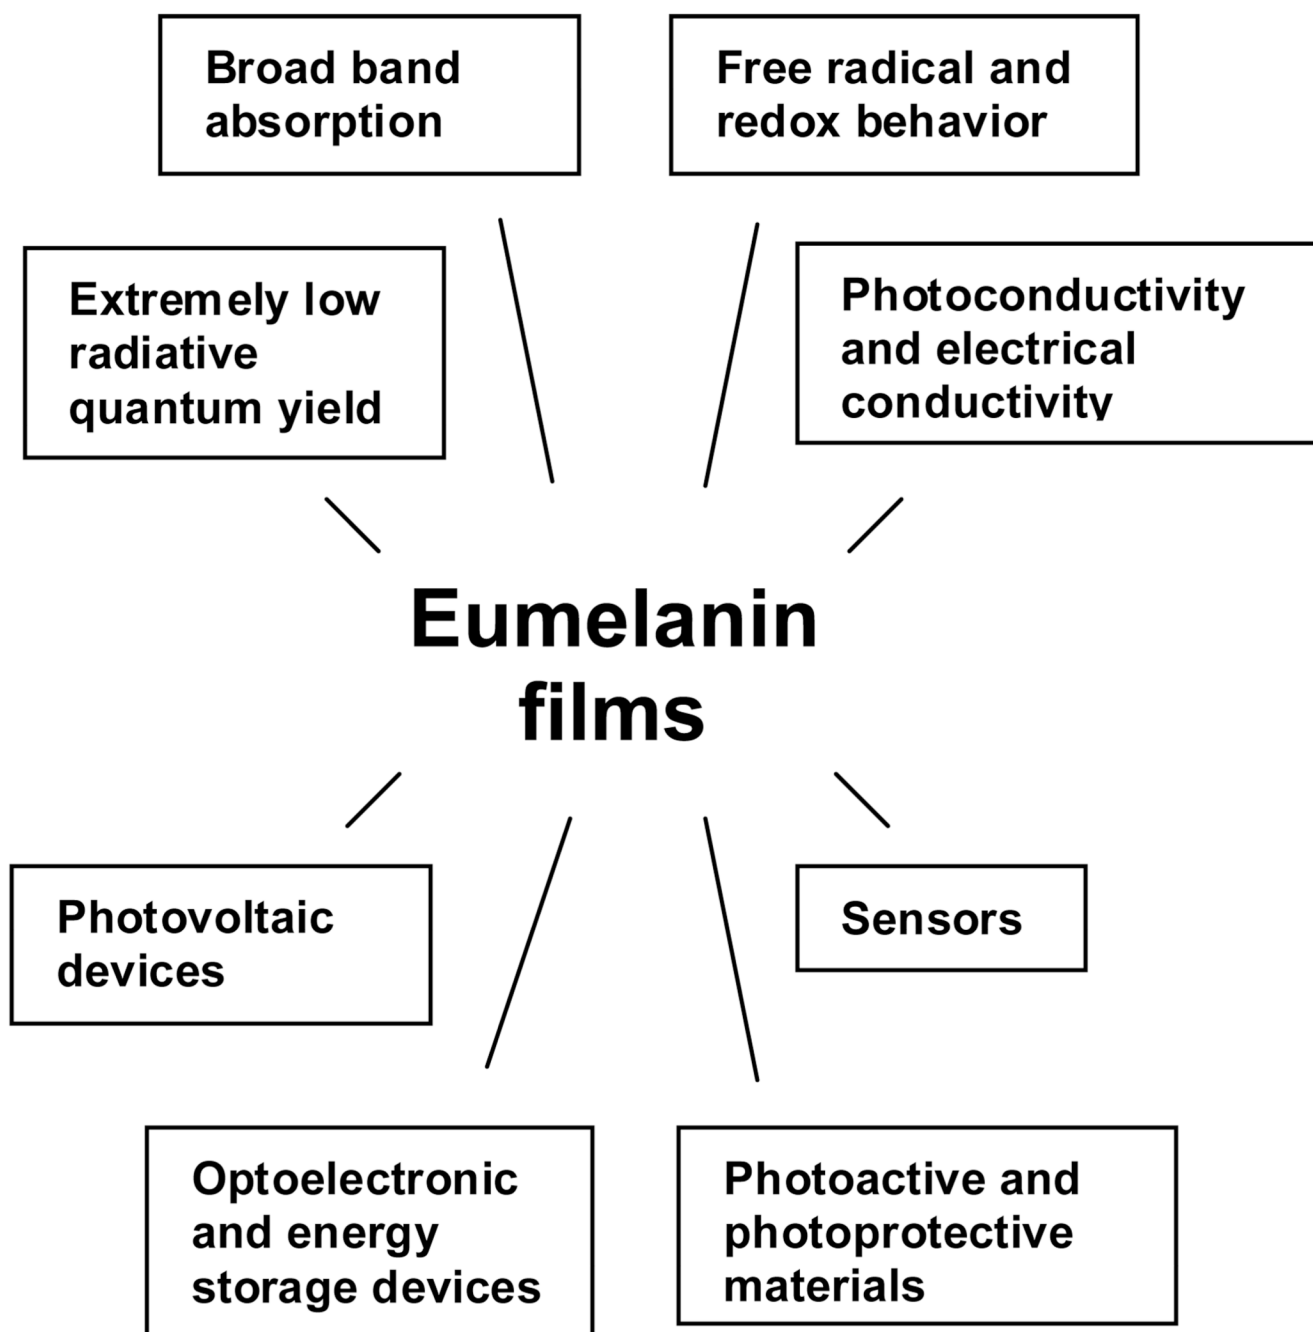 Broad band
absorption
Free radical and
redox behavior
Extremely low
radiative
quantum yield
Photoconductivity
and electrical
conductivity
Eumelanin
films
Photovoltaic
devices
Sensors
Optoelectronic
and energy
storage devices
Photoactive and
photoprotective
materials